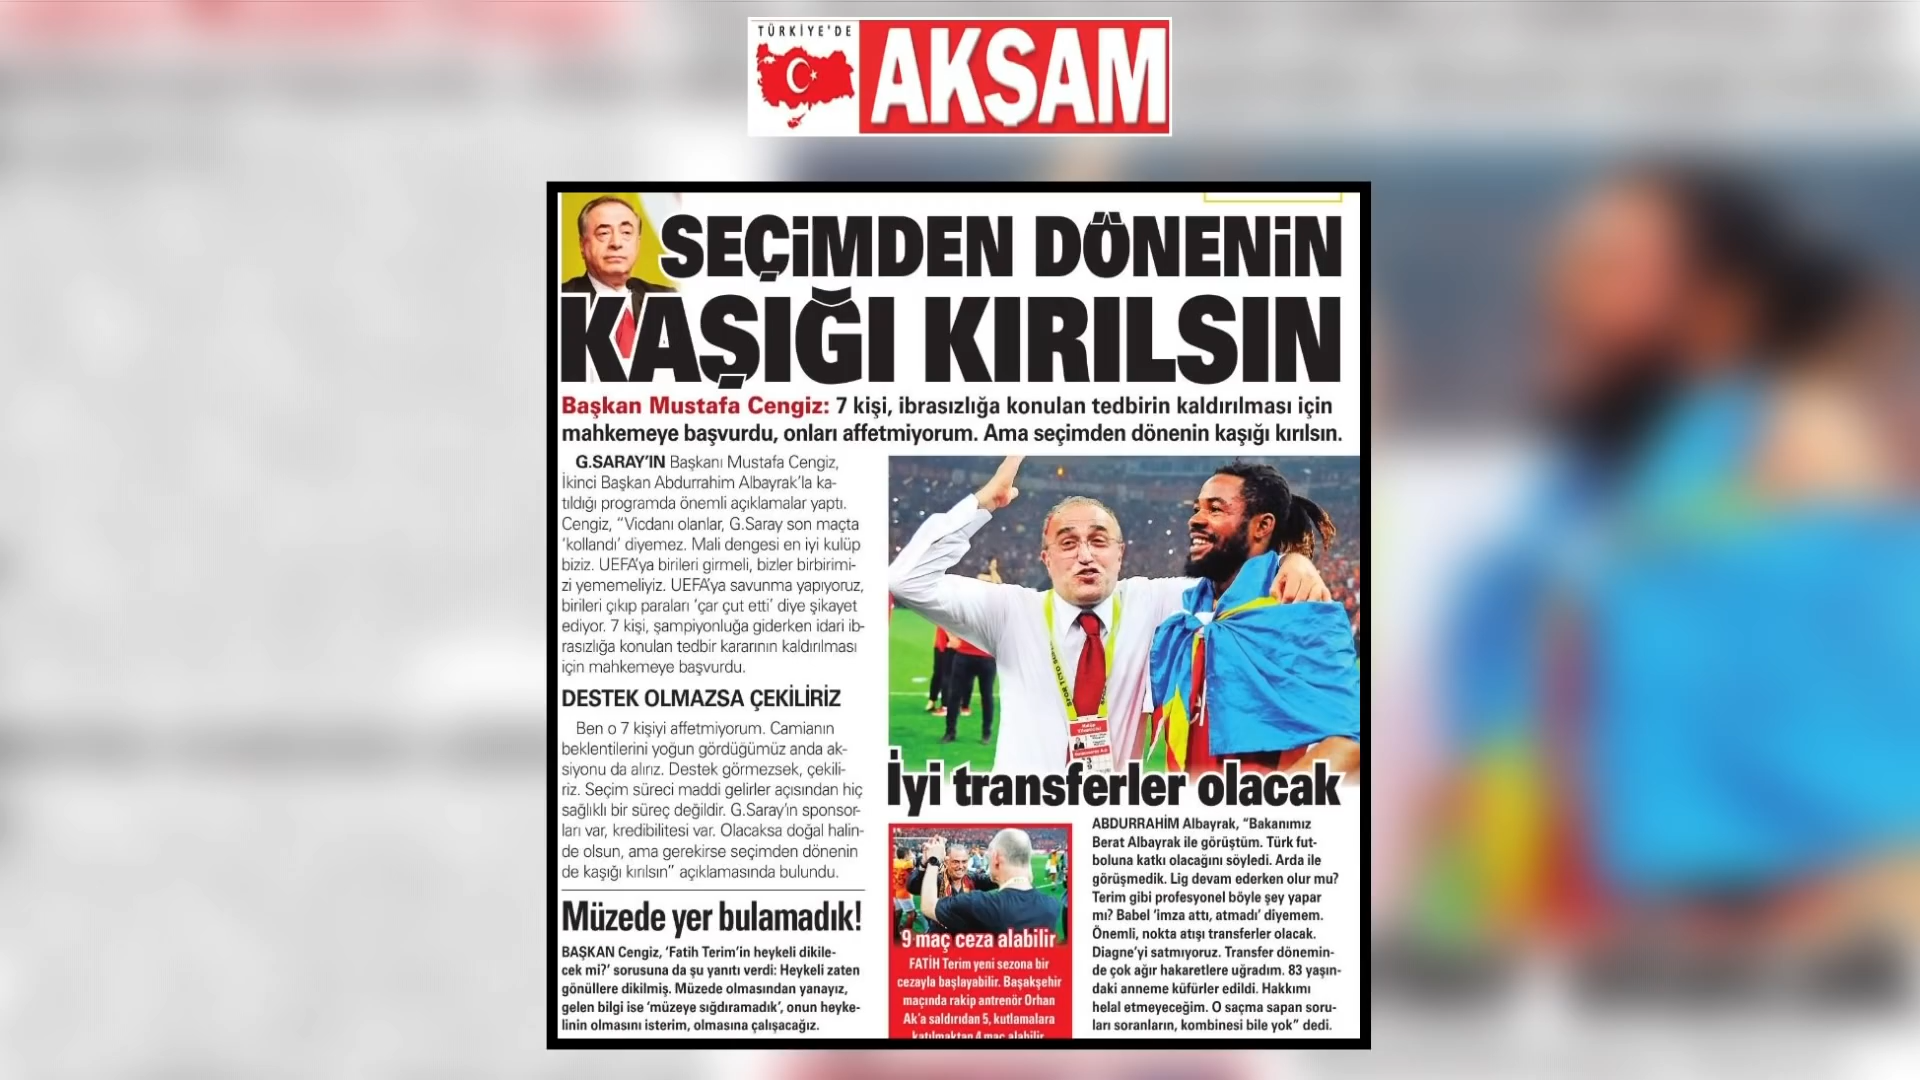 TÜRKİYE'DE
AKŞAM
SEÇiMDEN DÖNENiN
KAŞIĞI KIRILSIN
Başkan Mustafa Cengiz: 7 kişi, ibrasızlığa konulan tedbirin kaldırılması için
mahkemeye başvurdu, onları affetmiyorum. Ama seçimden dönenin kaşığı kırılsın.
G.SARAY'IN Başkanı Mustafa Cengiz,
İkinci Başkan Abdurrahim Albayrak'la ka-
tıldığı programda önemli açıklamalar yaptı.
Cengiz, "Vicdanı olanlar, G.Saray son maçta
'kollandı' diyemez. Mali dengesi en iyi kulüp
biziz. UEFA'ya birileri girmeli, bizler birbirimi-
zi yememeliyiz. UEFA'ya savunma yapıyoruz,
birileri çıkıp paraları 'çar çut etti' diye şikayet
ediyor. 7 kişi, şampiyonluğa giderken idari ib-
rasızlığa konulan tedbir kararının kaldırılması
için mahkemeye başvurdu.
DESTEK OLMAZSA ÇEKİLİRİZ
Ben o 7 kişiyi affetmiyorum. Camianın
beklentilerini yoğun gördüğümüz anda ak-
siyonu da alırız. Destek görmezsek, çekili-
riz. Seçim süreci maddi gelirler açısından hiç
sağlıklı bir süreç değildir. G.Saray'ın sponsor-
ları var, kredibilitesi var. Olacaksa doğal halin-
de olsun, ama gerekirse seçimden dönenin
de kaşığı kırılsın" açıklamasında bulundu.
Müzede yer bulamadık!
BAŞKAN Cengiz, 'Fatih Terim'in heykeli dikile-
cek mi?' sorusuna da şu yanıtı verdi: Heykeli zaten
gönüllere dikilmiş. Müzede olmasından yanayız,
gelen bilgi ise 'müzeye sığdıramadık', onun heyke-
linin olmasını isterim, olmasına çalışacağız.
İyi transferler olacak
9 maç ceza alabilir
FATİH Terim yeni sezona bir
cezayla başlayabilir. Başakşehir
maçında rakip antrenör Orhan
Ak'a saldırıdan 5, kutlamalara
katılmaktan 4 maç alabilir
ABDURRAHİM Albayrak, "Bakanımız
Berat Albayrak ile görüştüm. Türk fut-
boluna katkı olacağını söyledi. Arda ile
görüşmedik. Lig devam ederken olur mu?
Terim gibi profesyonel böyle şey yapar
mı? Babel 'imza attı, atmadı' diyemem.
Önemli, nokta atışı transferler olacak.
Diagne'yi satmıyoruz. Transfer dönemin-
de çok ağır hakaretlere uğradım. 83 yaşın-
daki anneme küfürler edildi. Hakkımı
helal etmeyeceğim. O saçma sapan soru-
ları soranların, kombinesi bile yok" dedi.